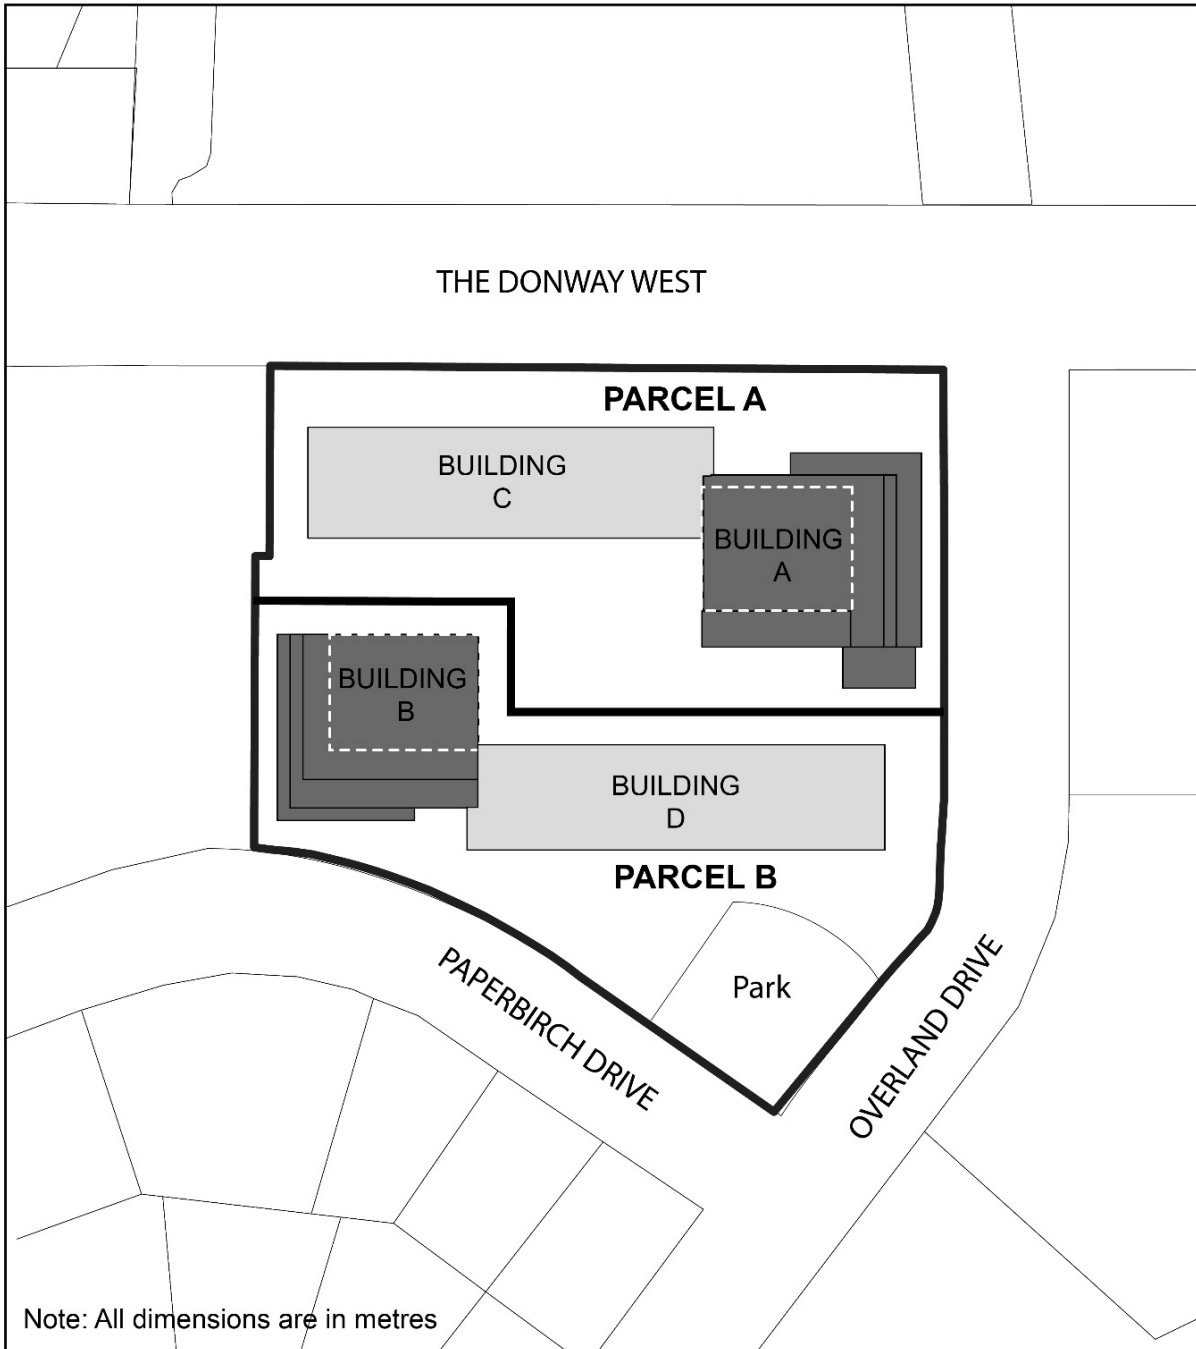 THE DONWAY WEST
PARCEL A
BUILDING
C
BUILDING
A
BUILDING
B
BUILDING
D
PARCEL B
Park
PAPERBIRCH DRIVE
OVERLAND DRIVE
Note: All dimensions are in metres